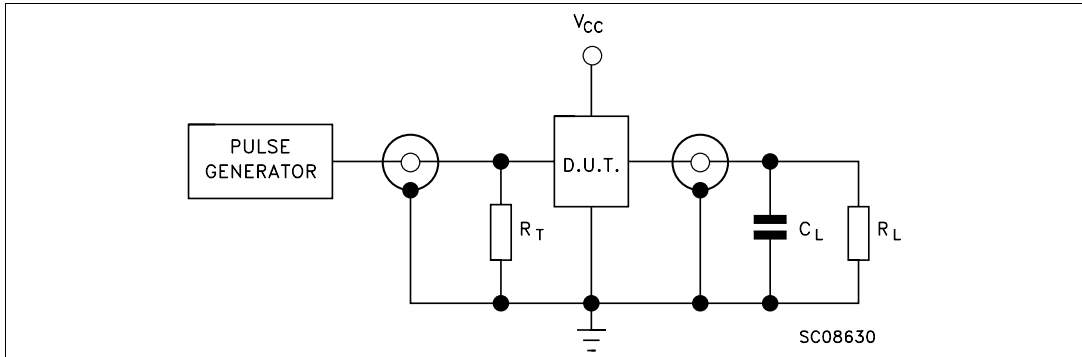 VCC
PULSE
GENERATOR
D.U.T.
RT
CL
RL
SC08630